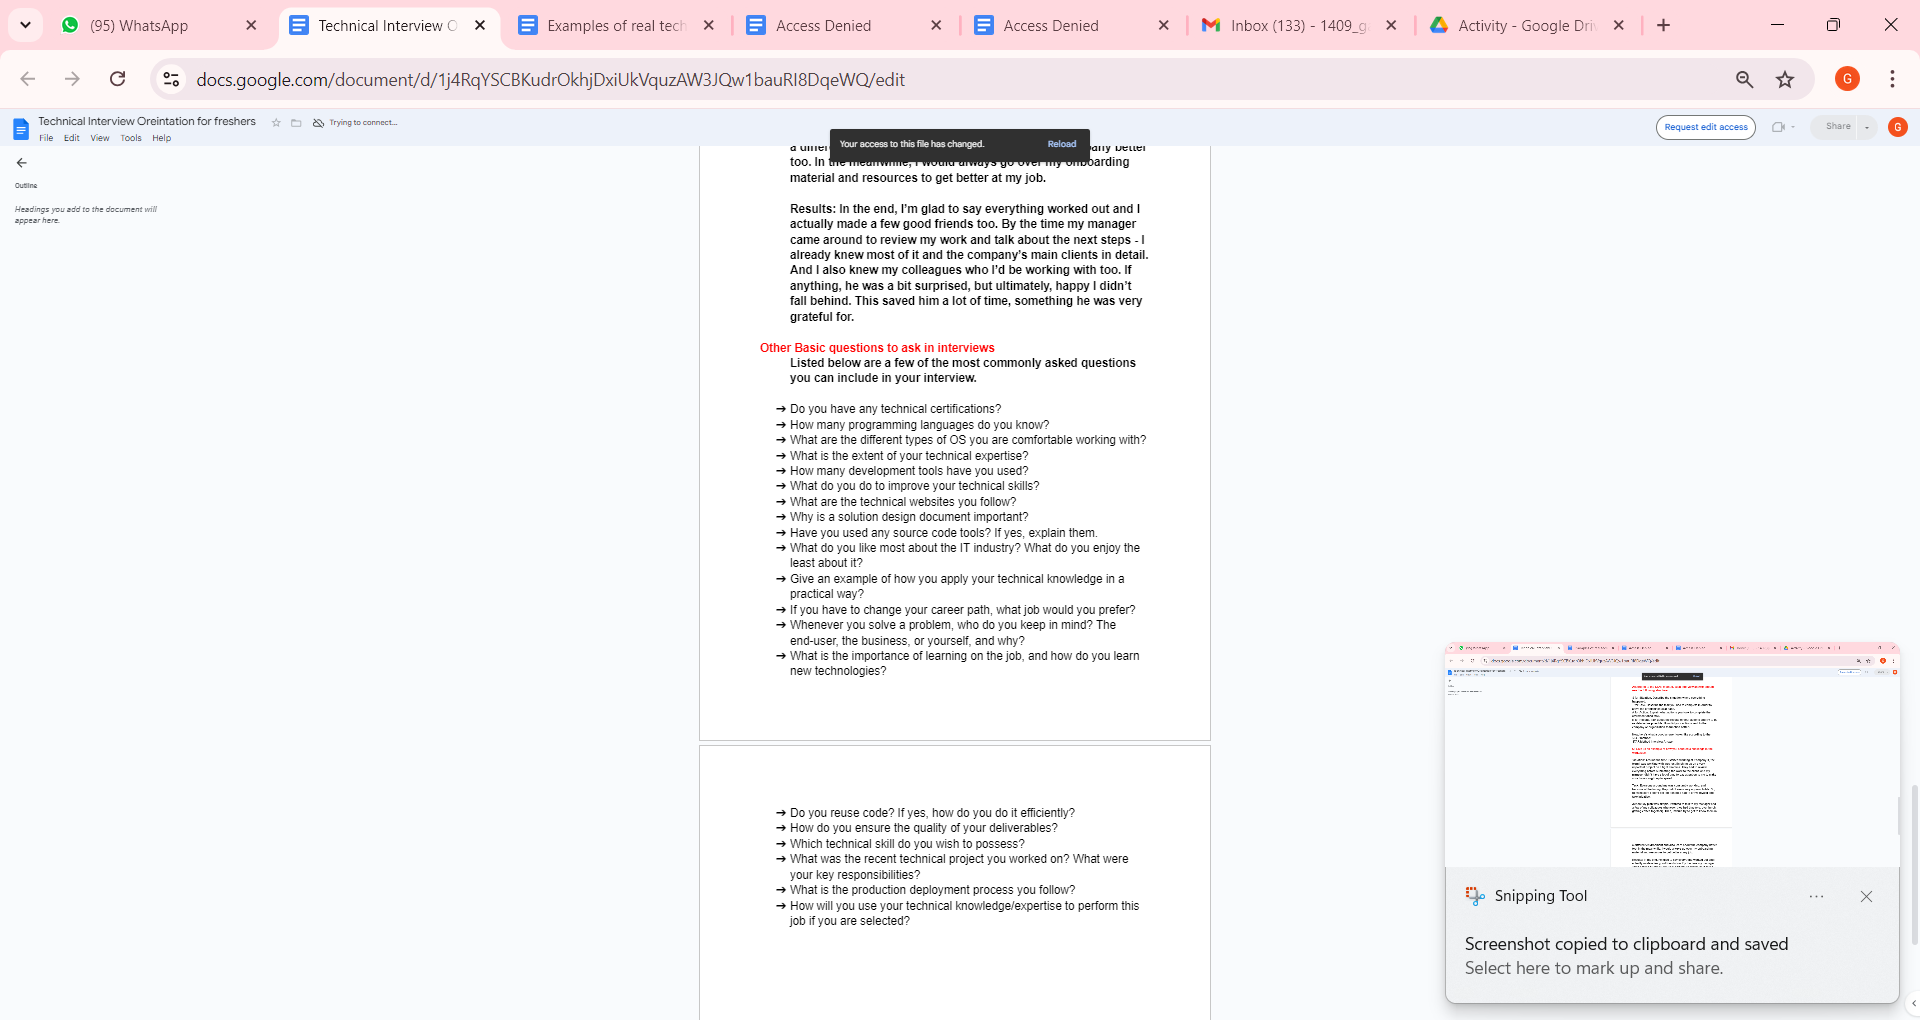 (95) WhatsApp
Technical Interview O
Examples of real tech
Access Denied
Access Denied
Inbox (133) - 1409_g
Activity - Google Driv
docs.google.com/document/d/1j4RqYSCBKudrOkhjDxiUkVquzAW3JQw1bauRI8DqeWQ/edit
G
Technical Interview Oreintation for freshers
Trying to connect...
File Edit View Tools Help
Request edit access
Share
G
Your access to this file has changed. Reload
Outline
Headings you add to the document will
appear here.
too. In the meanwhile, I would always go over my onboarding
material and resources to get better at my job.
Results: In the end, I'm glad to say everything worked out and I
actually made a few good friends too. By the time my manager
came around to review my work and talk about the next steps - I
already knew most of it and the company's main clients in detail.
And I also knew my colleagues who I'd be working with too. If
anything, he was a bit surprised, but ultimately, happy I didn't
fall behind. This saved him a lot of time, something he was very
grateful for.
Other Basic questions to ask in interviews
Listed below are a few of the most commonly asked questions
you can include in your interview.
→ Do you have any technical certifications?
→ How many programming languages do you know?
→ What are the different types of OS you are comfortable working with?
→ What is the extent of your technical expertise?
→ How many development tools have you used?
→ What do you do to improve your technical skills?
→ What are the technical websites you follow?
→ Why is a solution design document important?
→ Have you used any source code tools? If yes, explain them.
→ What do you like most about the IT industry? What do you enjoy the
least about it?
→ Give an example of how you apply your technical knowledge in a
practical way?
→ If you have to change your career path, what job would you prefer?
→ Whenever you solve a problem, who do you keep in mind? The
end-user, the business, or yourself, and why?
→ What is the importance of learning on the job, and how do you learn
new technologies?
→ Do you reuse code? If yes, how do you do it efficiently?
→ How do you ensure the quality of your deliverables?
→ Which technical skill do you wish to possess?
→ What was the recent technical project you worked on? What were
your key responsibilities?
→ What is the production deployment process you follow?
→ How will you use your technical knowledge/expertise to perform this
job if you are selected?
Snipping Tool
Screenshot copied to clipboard and saved
Select here to mark up and share.